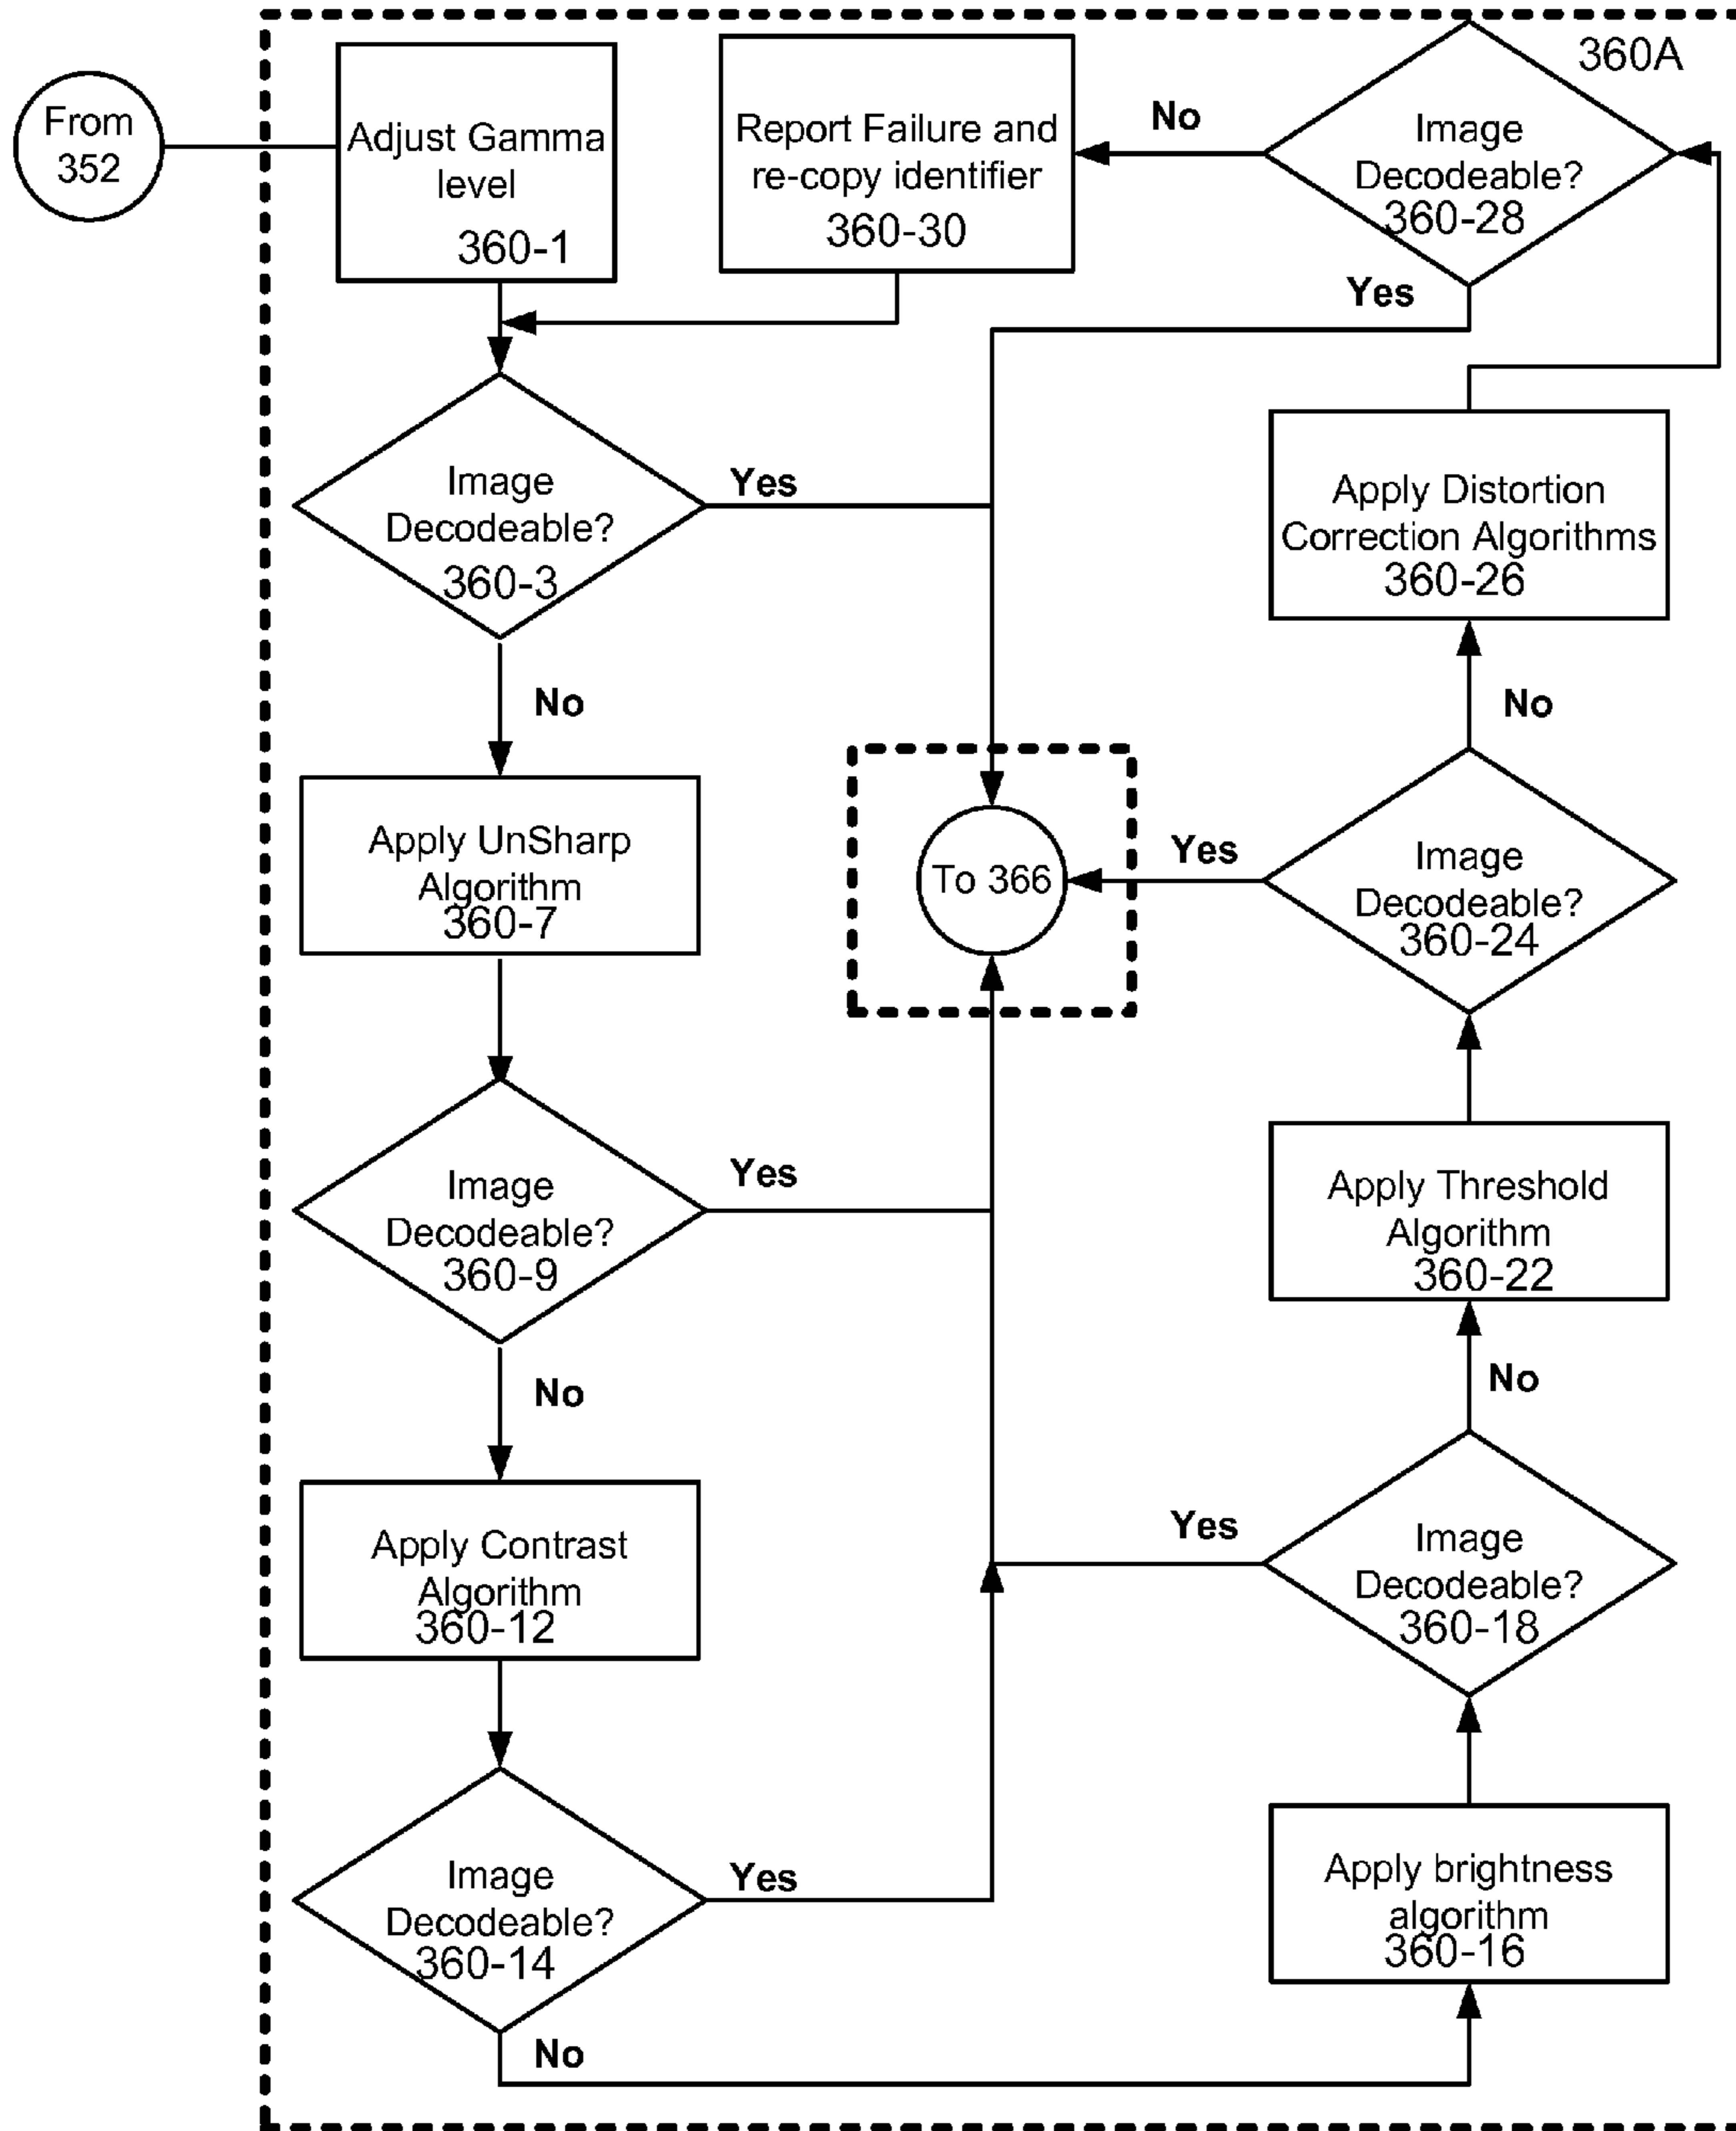 From
352
Adjust Gamma
level
360-1
Report Failure and
re-copy identifier
360-30
No
360A
Image
Decodeable?
360-28
Yes
Image
Decodeable?
360-3
Yes
No
Apply Distortion
Correction Algorithms
360-26
No
Apply UnSharp
Algorithm
360-7
To 366
Yes
Image
Decodeable?
360-24
Image
Decodeable?
360-9
Yes
No
Apply Threshold
Algorithm
360-22
No
Apply Contrast
Algorithm
360-12
Yes
Image
Decodeable?
360-18
Image
Decodeable?
360-14
Yes
No
Apply brightness
algorithm
360-16